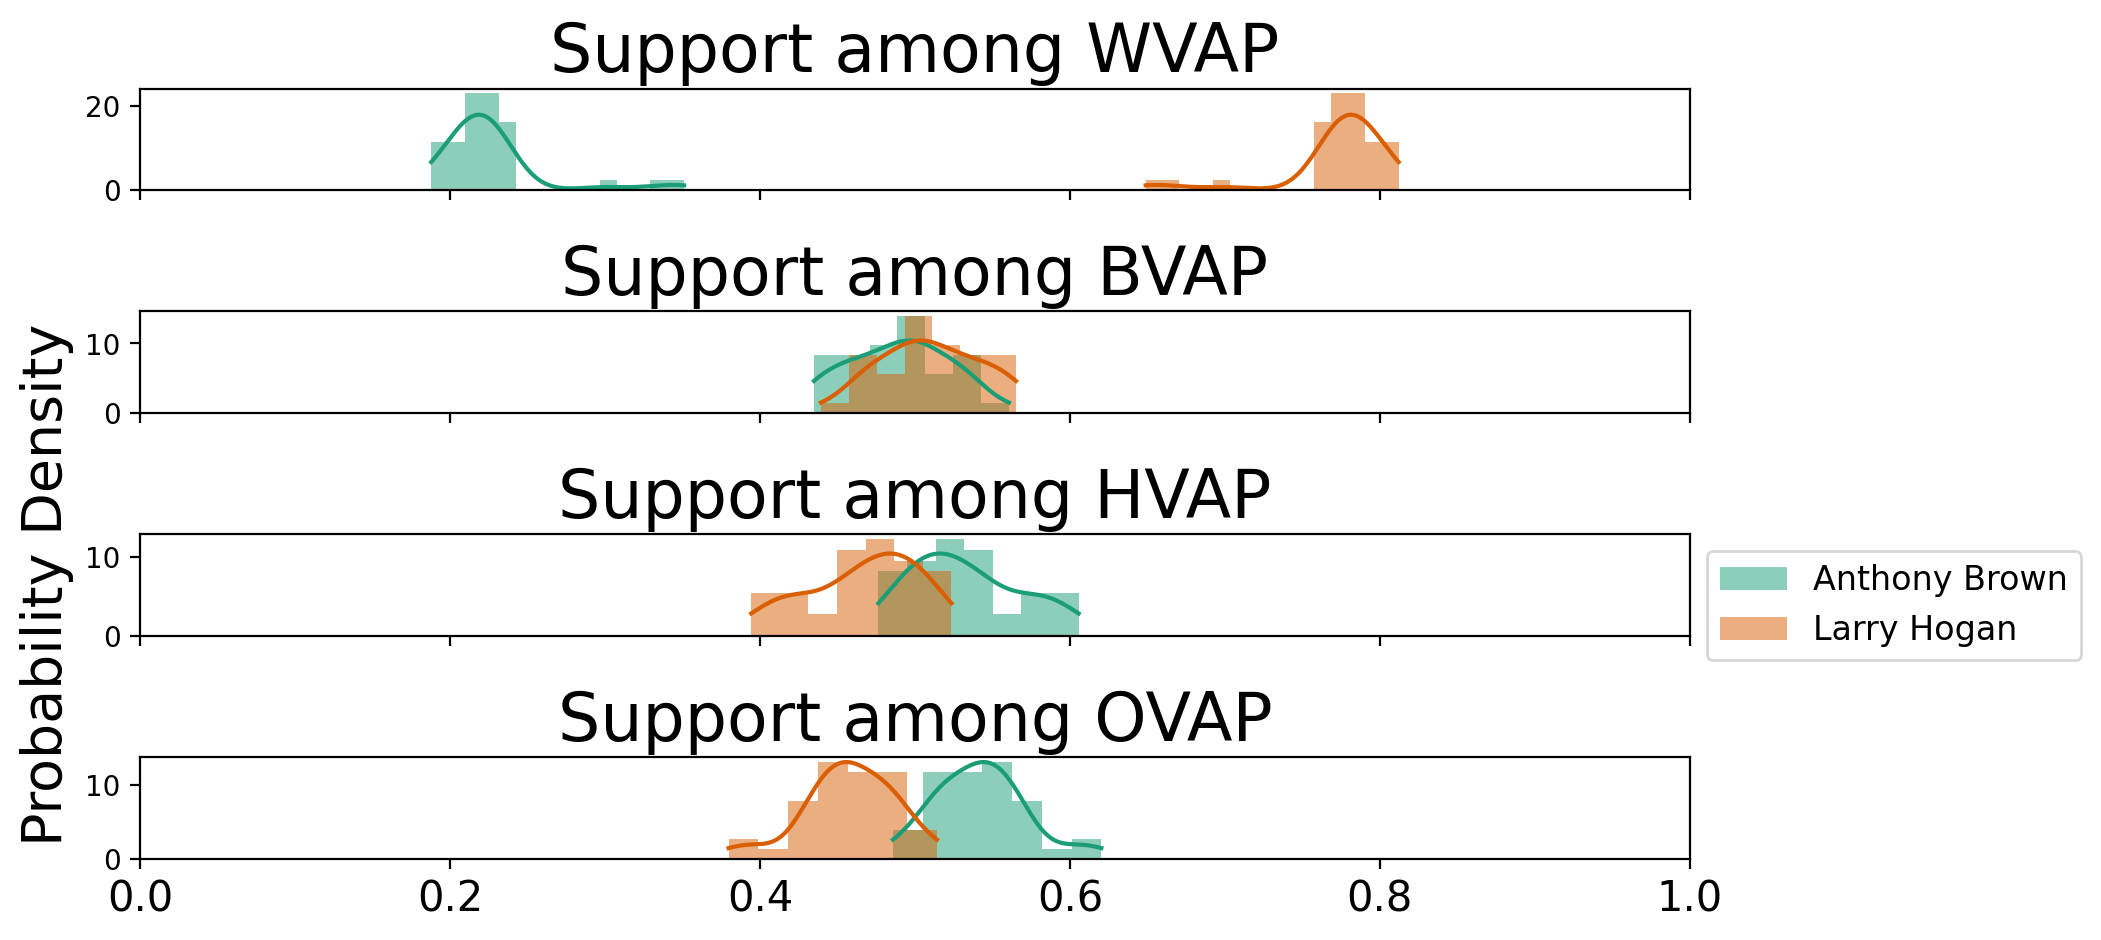 Support among WVAP
20
0
Support among BVAP
10
0
Support among HVAP
10
0
Support among OVAP
10
0
0.0 0.2 0.4 0.6 0.8 1.0
Probability Density
Anthony Brown
Larry Hogan